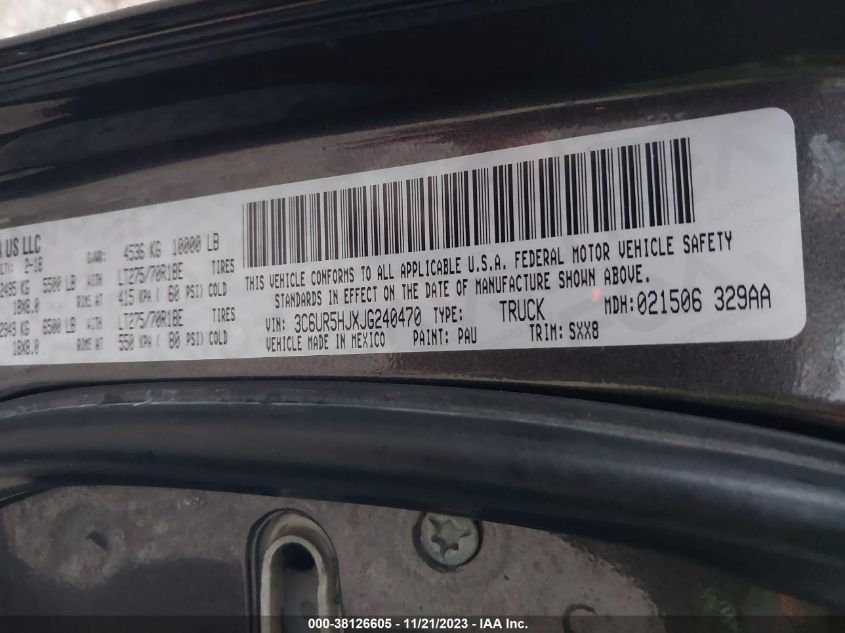 A US LLC
2-18 GVWR: 4536 KG 10000 LB
2495 KG 5500 LB WITH LT275/70R18E TIRES
18X8.0 RIMS AT 415 KPA ( 60 PSI) COLD
2949 KG 6500 LB WITH LT275/70R18E TIRES
18X8.0 RIMS AT 550 KPA ( 80 PSI) COLD
THIS VEHICLE CONFORMS TO ALL APPLICABLE U.S.A. FEDERAL MOTOR VEHICLE SAFETY
STANDARDS IN EFFECT ON THE DATE OF MANUFACTURE SHOWN ABOVE.
VIN: 3C6UR5HJXJG240470 TYPE: TRUCK MDH:021506 329AA
VEHICLE MADE IN MEXICO PAINT: PAU TRIM: SXX8
000-38126605 - 11/21/2023 - IAA Inc.